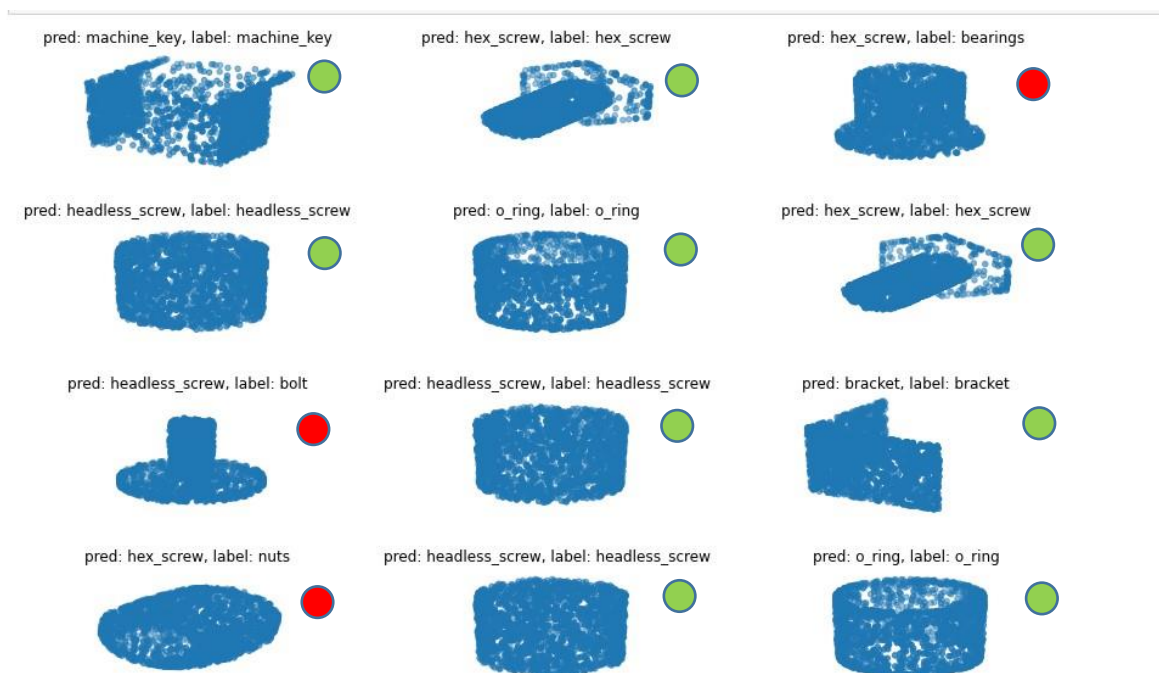 pred: machine_key, label: machine_key
pred: hex_screw, label: hex_screw
pred: hex_screw, label: bearings
pred: headless_screw, label: headless_screw
pred: o_ring, label: o_ring
pred: hex_screw, label: hex_screw
pred: headless_screw, label: bolt
pred: headless_screw, label: headless_screw
pred: bracket, label: bracket
pred: hex_screw, label: nuts
pred: headless_screw, label: headless_screw
pred: o_ring, label: o_ring